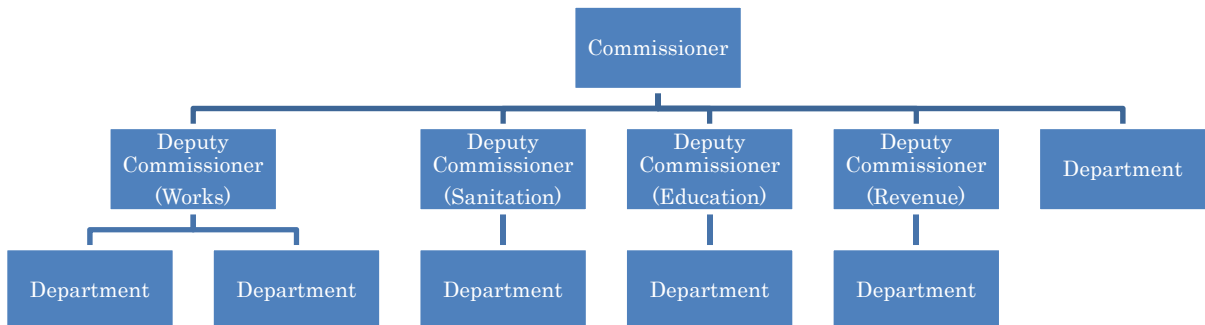 Commissioner
Deputy
Commissioner
(Works)
Deputy
Commissioner
(Sanitation)
Deputy
Commissioner
(Education)
Deputy
Commissioner
(Revenue)
Department
Department
Department
Department
Department
Department